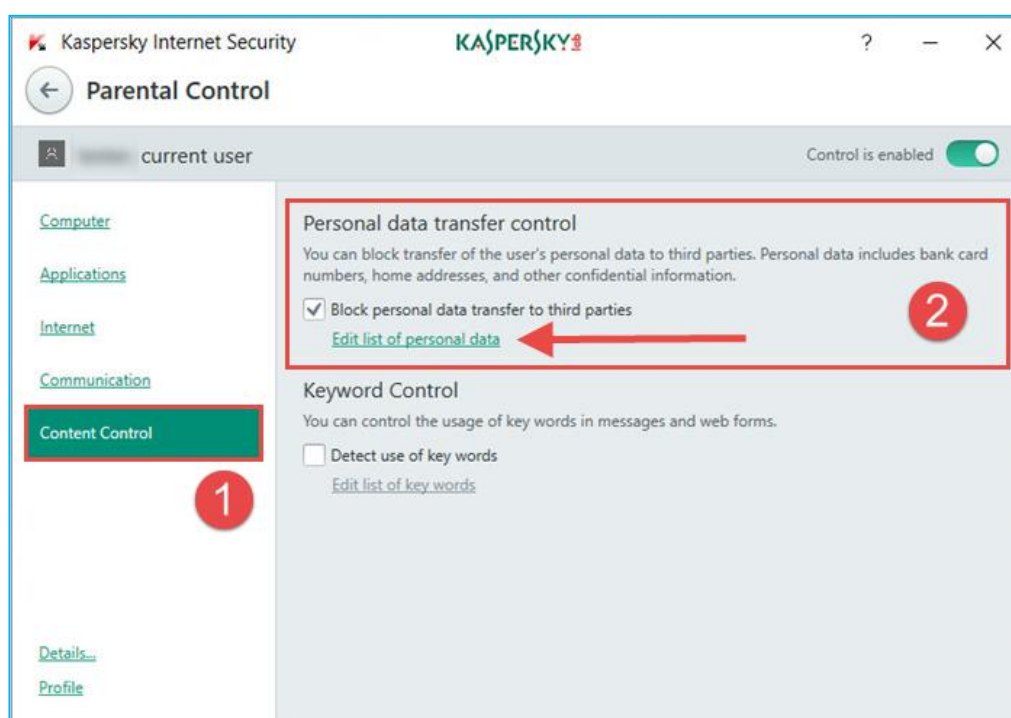 Kaspersky Internet Security
KASPERSKY lab
?
Parental Control
current user
Control is enabled
Computer
Applications
Internet
Communication
Content Control
1
Details...
Profile
Personal data transfer control
You can block transfer of the user's personal data to third parties. Personal data includes bank card
numbers, home addresses, and other confidential information.
Block personal data transfer to third parties
Edit list of personal data
2
Keyword Control
You can control the usage of key words in messages and web forms.
Detect use of key words
Edit list of key words